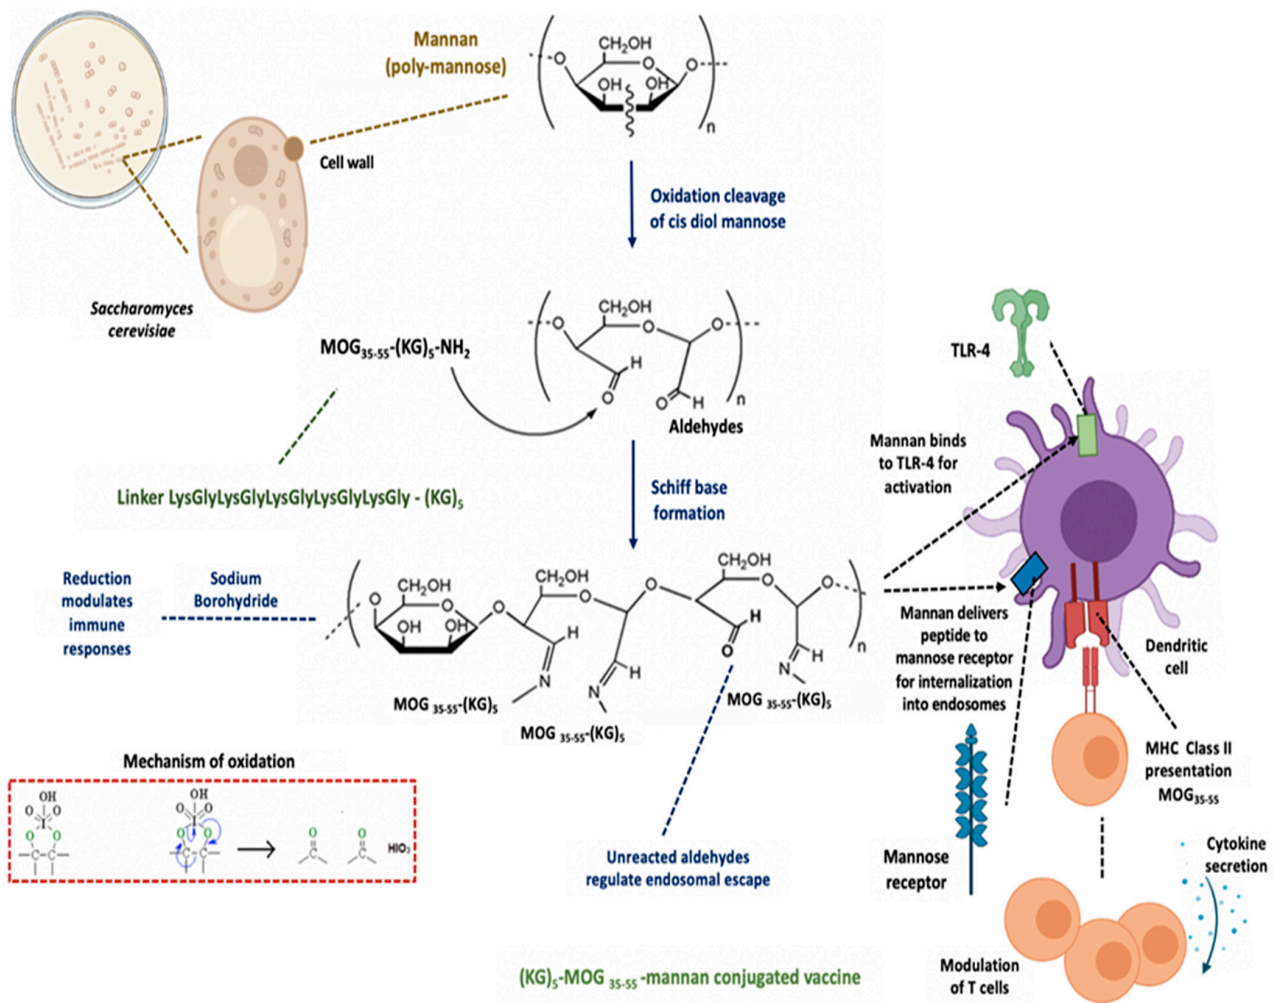 Mannan
(poly-mannose)
CH₂OH
O
O
O
OH
OH
n
Cell wall
Oxidation cleavage
of cis diol mannose
Saccharomyces
cerevisiae
MOG₃₅₋₅₅-(KG)₅-NH₂
CH₂OH
O
O
O
H
O
O
H
n
Aldehydes
TLR-4
Mannan binds
to TLR-4 for
activation
Linker LysGlyLysGlyLysGlyLysGlyLysGly - (KG)₅
Schiff base
formation
Reduction
modulates
immune
responses
Sodium
Borohydride
CH₂OH
O
O
OH
OH
O
CH₂OH
O
H
N
H
N
O
CH₂OH
O
O
H
O
H
N
n
MOG ₃₅₋₅₅-(KG)₅
MOG ₃₅₋₅₅-(KG)₅
MOG ₃₅₋₅₅-(KG)₅
Mannan delivers
peptide to
mannose receptor
for internalization
into endosomes
Dendritic
cell
MHC Class II
presentation
MOG₃₅₋₅₅
Mechanism of oxidation
OH
O
O
I
O
O
OH
O
O
I
O
O
O
O
HIO₃
Unreacted aldehydes
regulate endosomal escape
Mannose
receptor
Cytokine
secretion
Modulation
of T cells
(KG)₅-MOG ₃₅₋₅₅ -mannan conjugated vaccine